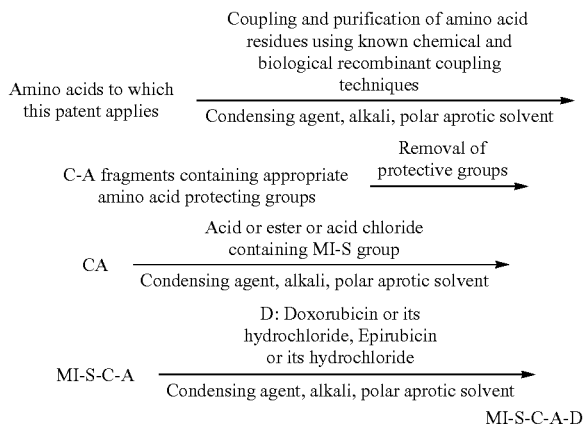 Coupling and purification of amino acid
residues using known chemical and
biological recombinant coupling
techniques
Amino acids to which
this patent applies
Condensing agent, alkali, polar aprotic solvent
Removal of
protective groups
C-A fragments containing appropriate
amino acid protecting groups
Acid or ester or acid chloride
containing MI-S group
CA
Condensing agent, alkali, polar aprotic solvent
D: Doxorubicin or its
hydrochloride, Epirubicin
or its hydrochloride
MI-S-C-A
Condensing agent, alkali, polar aprotic solvent
MI-S-C-A-D